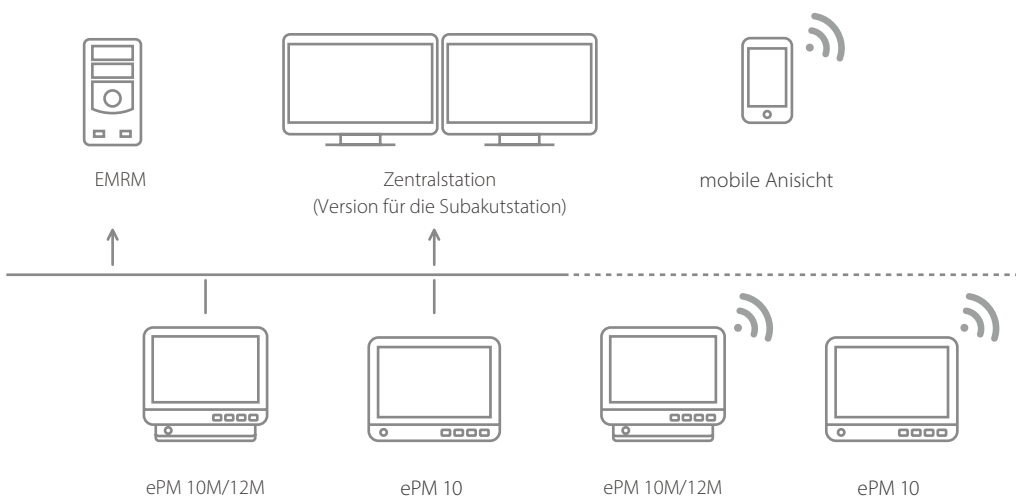 EMRM
Zentralstation
(Version für die Subakutstation)
mobile Anisicht
ePM 10M/12M
ePM 10
ePM 10M/12M
ePM 10